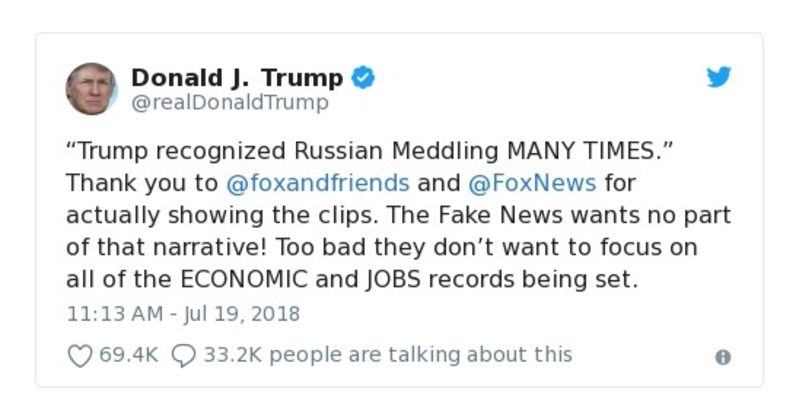 Donald J. Trump
@realDonaldTrump
“Trump recognized Russian Meddling MANY TIMES.”
Thank you to @foxandfriends and @FoxNews for
actually showing the clips. The Fake News wants no part
of that narrative! Too bad they don’t want to focus on
all of the ECONOMIC and JOBS records being set.
11:13 AM - Jul 19, 2018
69.4K 33.2K people are talking about this